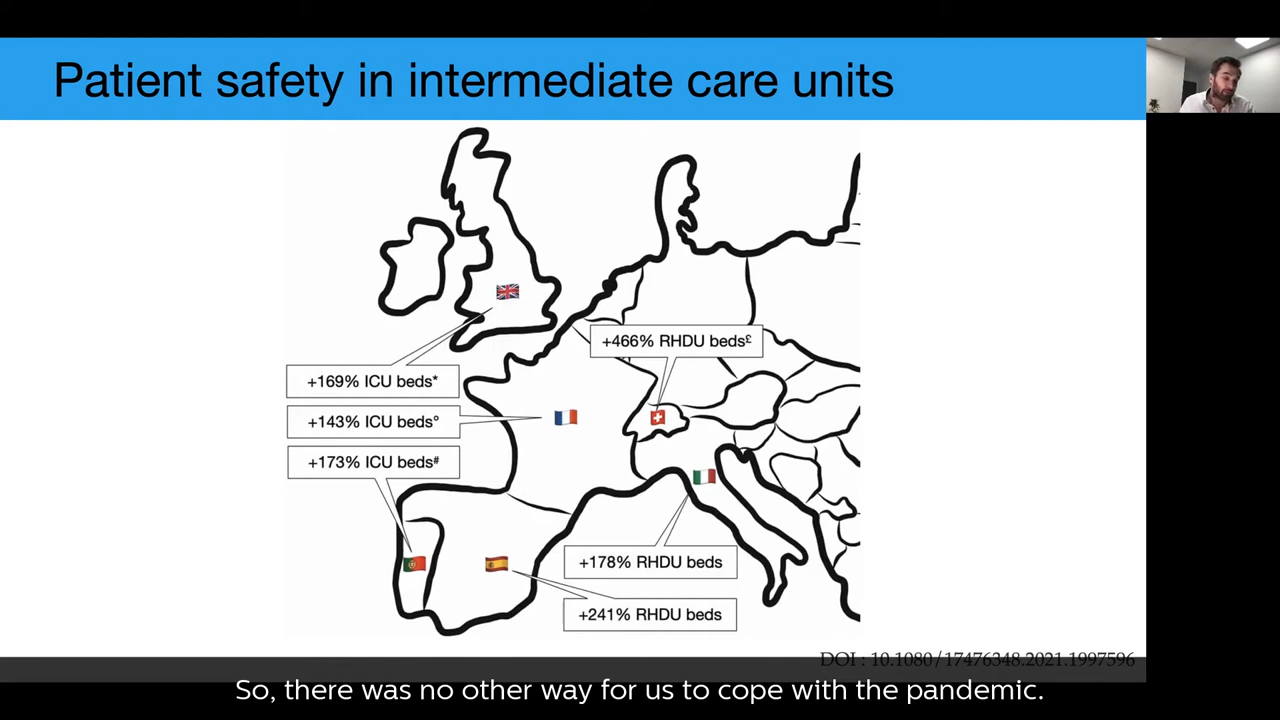 Patient safety in intermediate care units
+466% RHDU beds£
+169% ICU beds*
+143% ICU beds°
+173% ICU beds#
+178% RHDU beds
+241% RHDU beds
DOI : 10.1080/17476348.2021.1997596
So, there was no other way for us to cope with the pandemic.